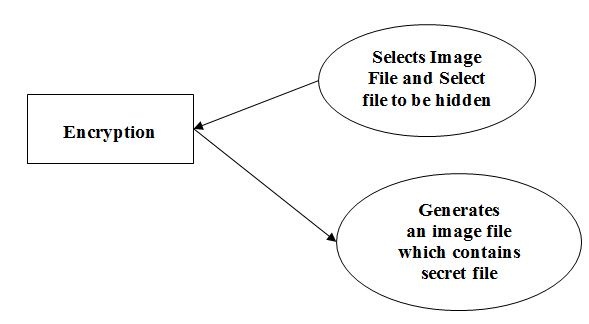 Selects Image
File and Select
file to be hidden
Encryption
Generates
an image file
which contains
secret file